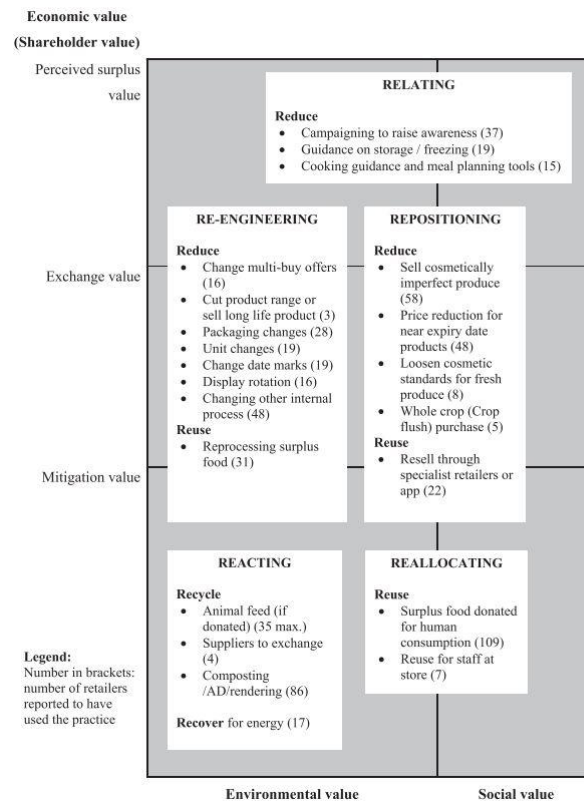 Economic value
(Shareholder value)
Perceived surplus
value
RELATING
Reduce
• Campaigning to raise awareness (37)
• Guidance on storage / freezing (19)
• Cooking guidance and meal planning tools (15)
RE-ENGINEERING
Reduce
• Change multi-buy offers
(16)
• Cut product range or
sell long life product (3)
• Packaging changes (28)
• Unit changes (19)
• Change date marks (19)
• Display rotation (16)
• Changing other internal
process (48)
Reuse
• Reprocessing surplus
food (31)
REPOSITIONING
Reduce
• Sell cosmetically
imperfect produce
(58)
• Price reduction for
near expiry date
products (48)
• Loosen cosmetic
standards for fresh
produce (8)
• Whole crop (Crop
flush) purchase (5)
Reuse
• Resell through
specialist retailers or
app (22)
Exchange value
Mitigation value
REACTING
Recycle
• Animal feed (if
donated) (35 max.)
• Suppliers to exchange
(4)
• Composting
/AD/rendering (86)
Recover for energy (17)
REALLOCATING
Reuse
• Surplus food donated
for human
consumption (109)
• Reuse for staff at
store (7)
Legend:
Number in brackets:
number of retailers
reported to have
used the practice
Environmental value
Social value